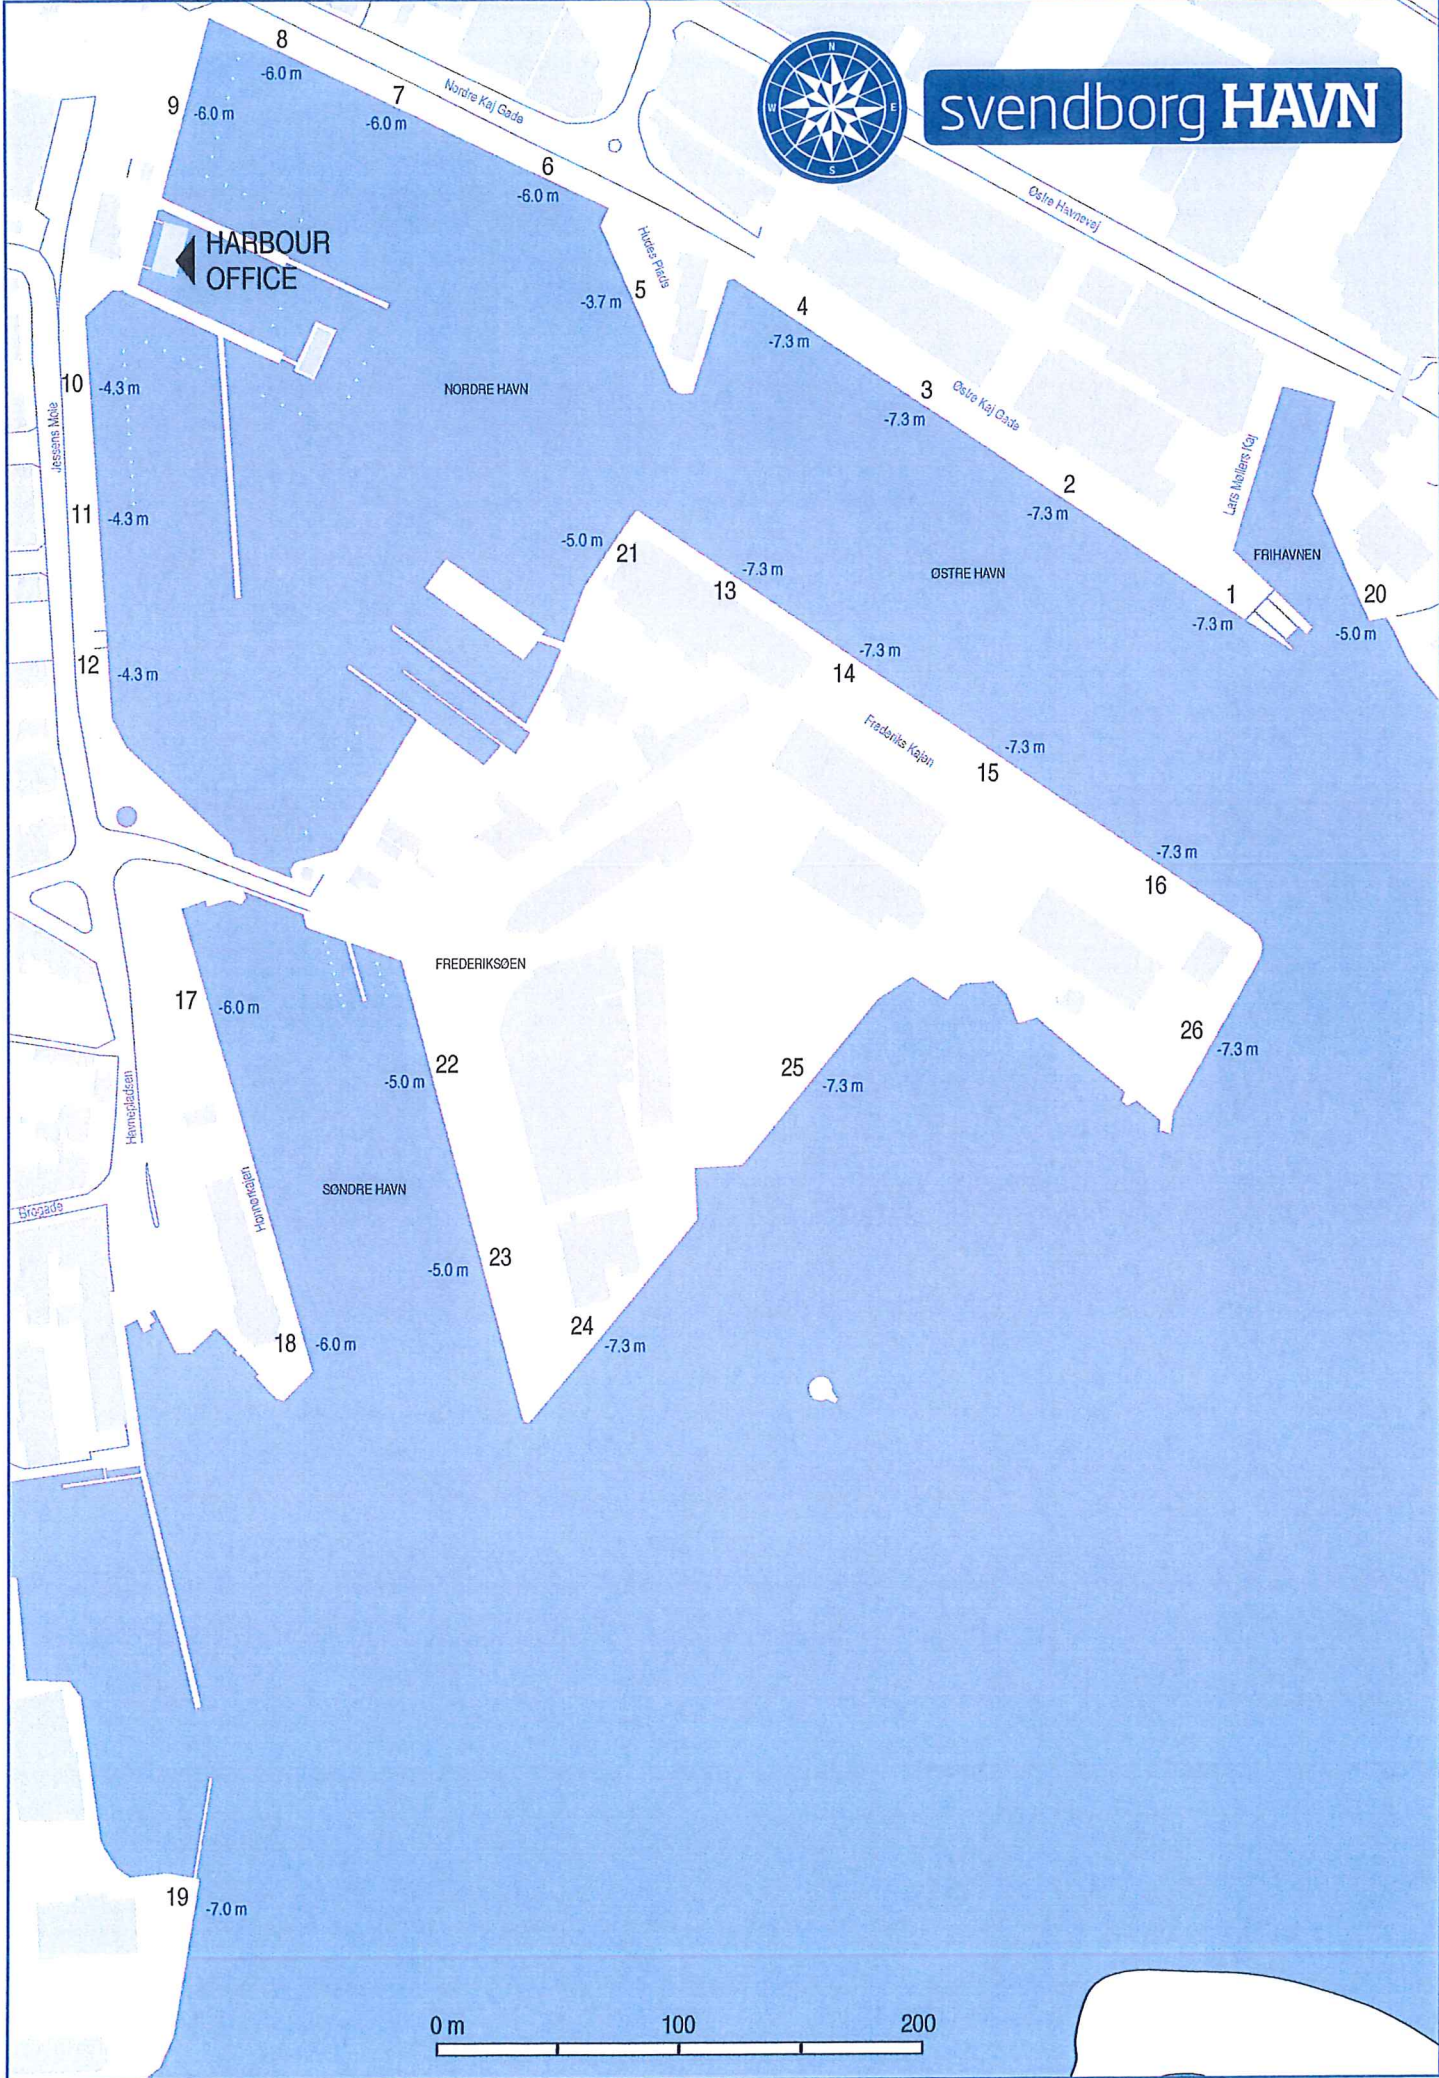 N
E
S
W
svendborg HAVN
8
-6.0 m
7
-6.0 m
Nordre Kaj Gade
9
-6.0 m
6
-6.0 m
Østre Havnevej
HARBOUR
OFFICE
Hudes Plads
5
-3.7 m
4
-7.3 m
10
-4.3 m
NORDRE HAVN
3
-7.3 m
Østre Kaj Gade
Jessens Mole
Lars Møllers Kaj
2
-7.3 m
11
-4.3 m
-5.0 m
21
-7.3 m
13
ØSTRE HAVN
FRIHAVNEN
1
-7.3 m
20
-5.0 m
12
-4.3 m
-7.3 m
14
Frederiks Kajen
-7.3 m
15
-7.3 m
16
FREDERIKSØEN
17
-6.0 m
22
-5.0 m
25
-7.3 m
26
-7.3 m
Havnepladsen
Honnørkajen
SØNDRE HAVN
Brogade
23
-5.0 m
18
-6.0 m
24
-7.3 m
19
-7.0 m
0 m
100
200